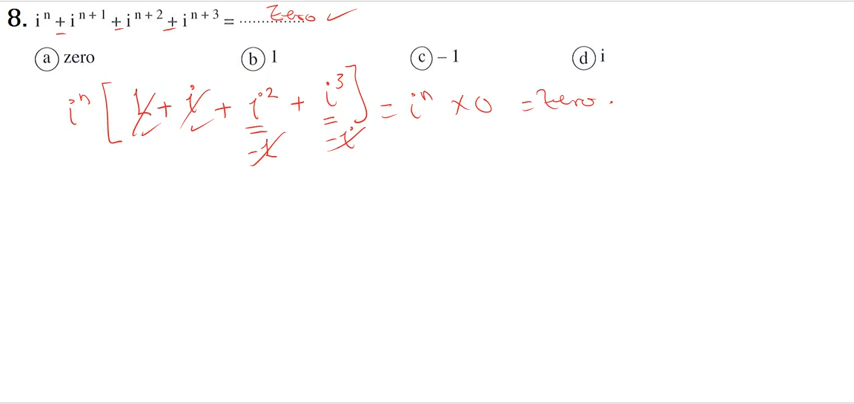 8. iⁿ + iⁿ⁺¹ + iⁿ⁺² + iⁿ⁺³ = ........Zero........ ✓
(a) zero (b) 1 (c) – 1 (d) i
iⁿ [ 1 + i + i² + i³ ] = iⁿ × 0 = Zero.
= =
-1 -i